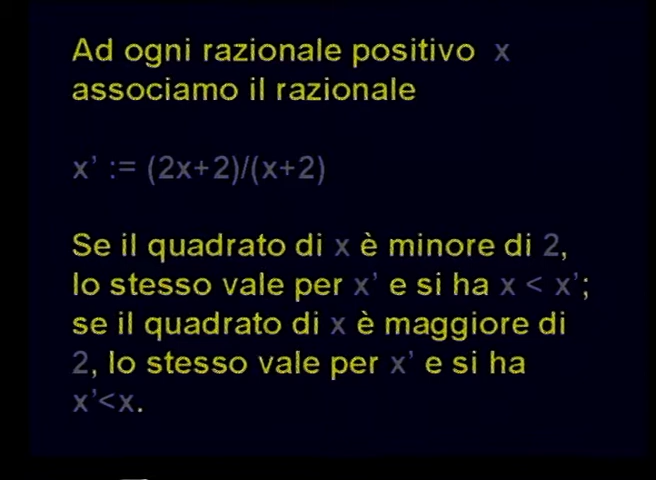 Ad ogni razionale positivo x
associamo il razionale
x' := (2x+2)/(x+2)
Se il quadrato di x è minore di 2,
lo stesso vale per x' e si ha x < x';
se il quadrato di x è maggiore di
2, lo stesso vale per x' e si ha
x'<x.